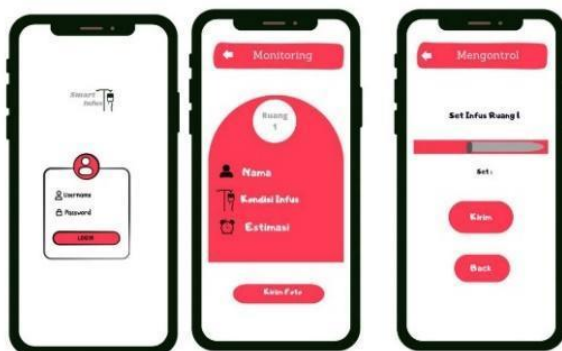 Smart
Infus
Username
Password
LOGIN
Monitoring
Ruang
1
Nama
Kondisi Infus
Estimasi
Kirim Foto
Mengontrol
Set Infus Ruang 1
Set :
Kirim
Back